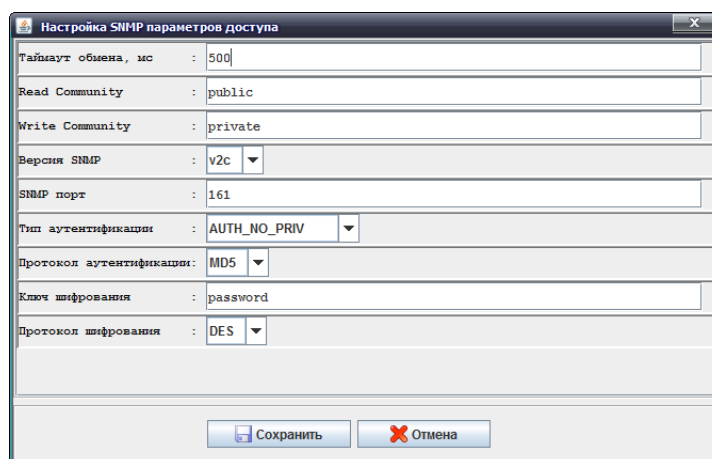 Настройка SNMP параметров доступа
Таймаут обмена, мс : 500
Read Community : public
Write Community : private
Версия SNMP : v2c
SNMP порт : 161
Тип аутентификации : AUTH_NO_PRIV
Протокол аутентификации: MD5
Ключ шифрования : password
Протокол шифрования : DES
Сохранить Отмена